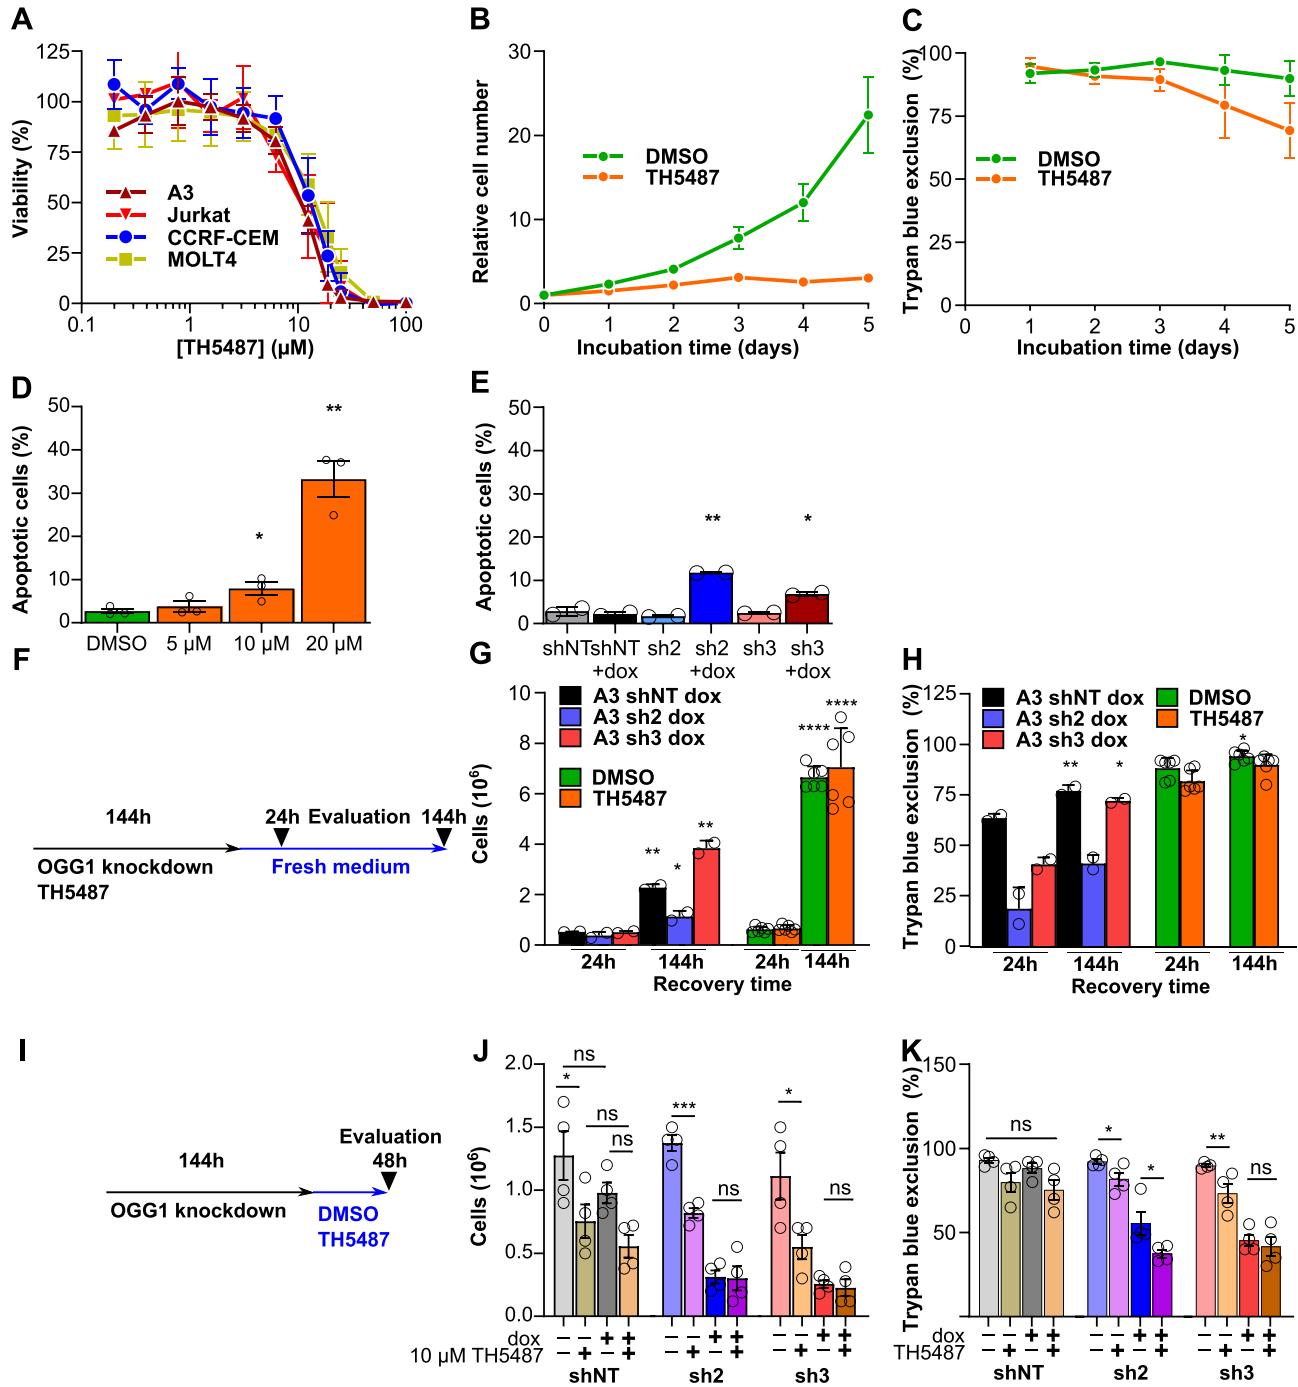 A
125
100
75
50
25
0
Viability (%)
A3
Jurkat
CCRF-CEM
MOLT4
0.1
1
10
100
[TH5487] (µM)
B
30
20
10
0
Relative cell number
DMSO
TH5487
0
1
2
3
4
5
Incubation time (days)
C
100
75
50
25
0
Trypan blue exclusion (%)
DMSO
TH5487
0
1
2
3
4
5
Incubation time (days)
D
50
40
30
20
10
0
Apoptotic cells (%)
*
**
DMSO
5 µM
10 µM
20 µM
E
50
40
30
20
10
0
Apoptotic cells (%)
**
*
shNT
shNT
+dox
sh2
sh2
+dox
sh3
sh3
+dox
F
144h
24h
Evaluation
144h
OGG1 knockdown
TH5487
Fresh medium
G
10
8
6
4
2
0
Cells (10⁶)
A3 shNT dox
A3 sh2 dox
A3 sh3 dox
DMSO
TH5487
**
*
**
****
****
24h
144h
24h
144h
Recovery time
H
125
100
75
50
25
0
Trypan blue exclusion (%)
A3 shNT dox
A3 sh2 dox
A3 sh3 dox
DMSO
TH5487
**
*
*
24h
144h
24h
144h
Recovery time
I
144h
Evaluation
48h
OGG1 knockdown
DMSO
TH5487
J
2.0
1.5
1.0
0.5
0.0
Cells (10⁶)
ns
*
ns
ns
***
ns
*
ns
dox − − + + − − + + − − + +
10 µM TH5487 − + − + − + − + − + − +
shNT
sh2
sh3
K
150
100
50
Trypan blue exclusion (%)
ns
*
*
**
ns
dox − − + + − − + + − − + +
TH5487 − + − + − + − + − + − +
shNT
sh2
sh3